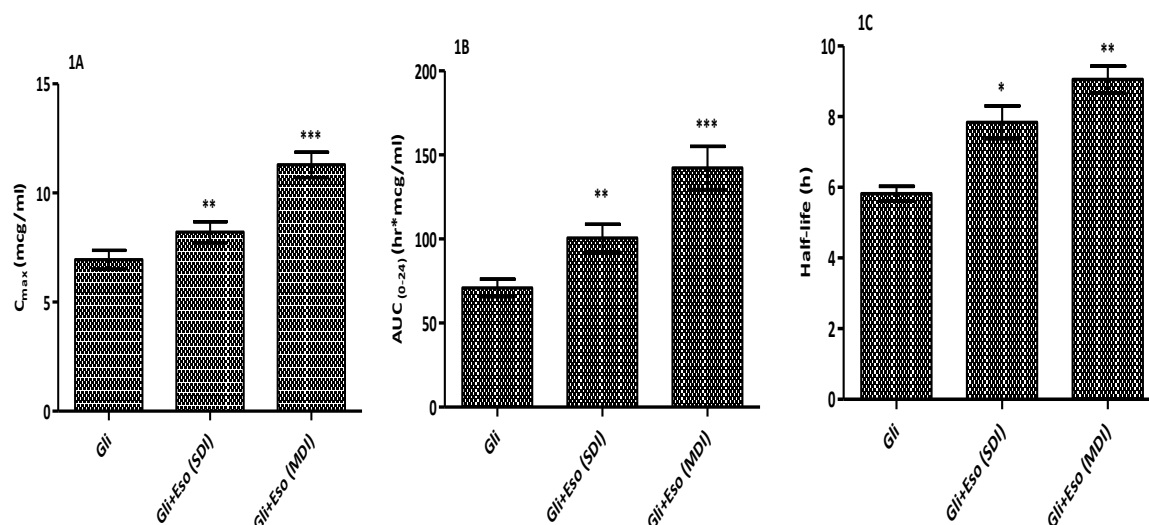 1A
C max (mcg/ml)
15
10
5
0
**
***
Gli
Gli+Eso (SDI)
Gli+Eso (MDI)
1B
AUC (0-24) (hr*mcg/ml)
200
150
100
50
0
**
***
Gli
Gli+Eso (SDI)
Gli+Eso (MDI)
1C
Half-life (h)
10
8
6
4
2
0
*
**
Gli
Gli+Eso (SDI)
Gli+Eso (MDI)